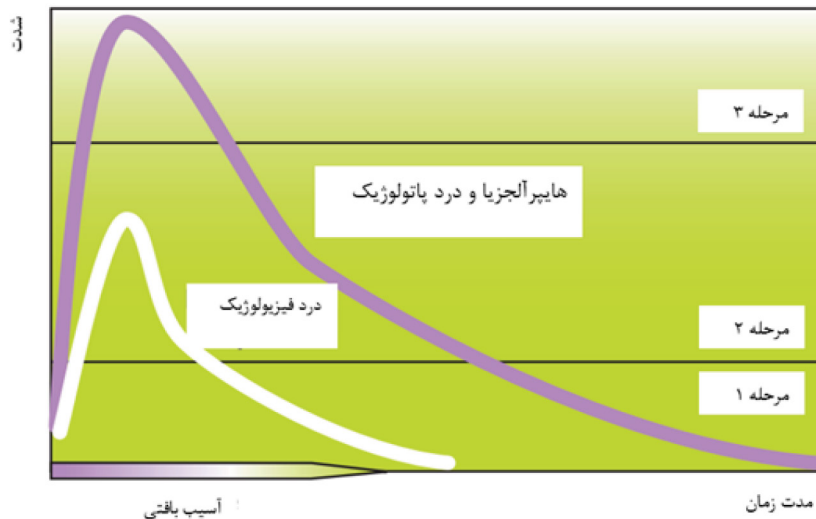 شدت
مرحله ۳
هایپرآلجزیا و درد پاتولوژیک
درد فیزیولوژیک
مرحله ۲
مرحله ۱
مدت زمان
آسیب بافتی